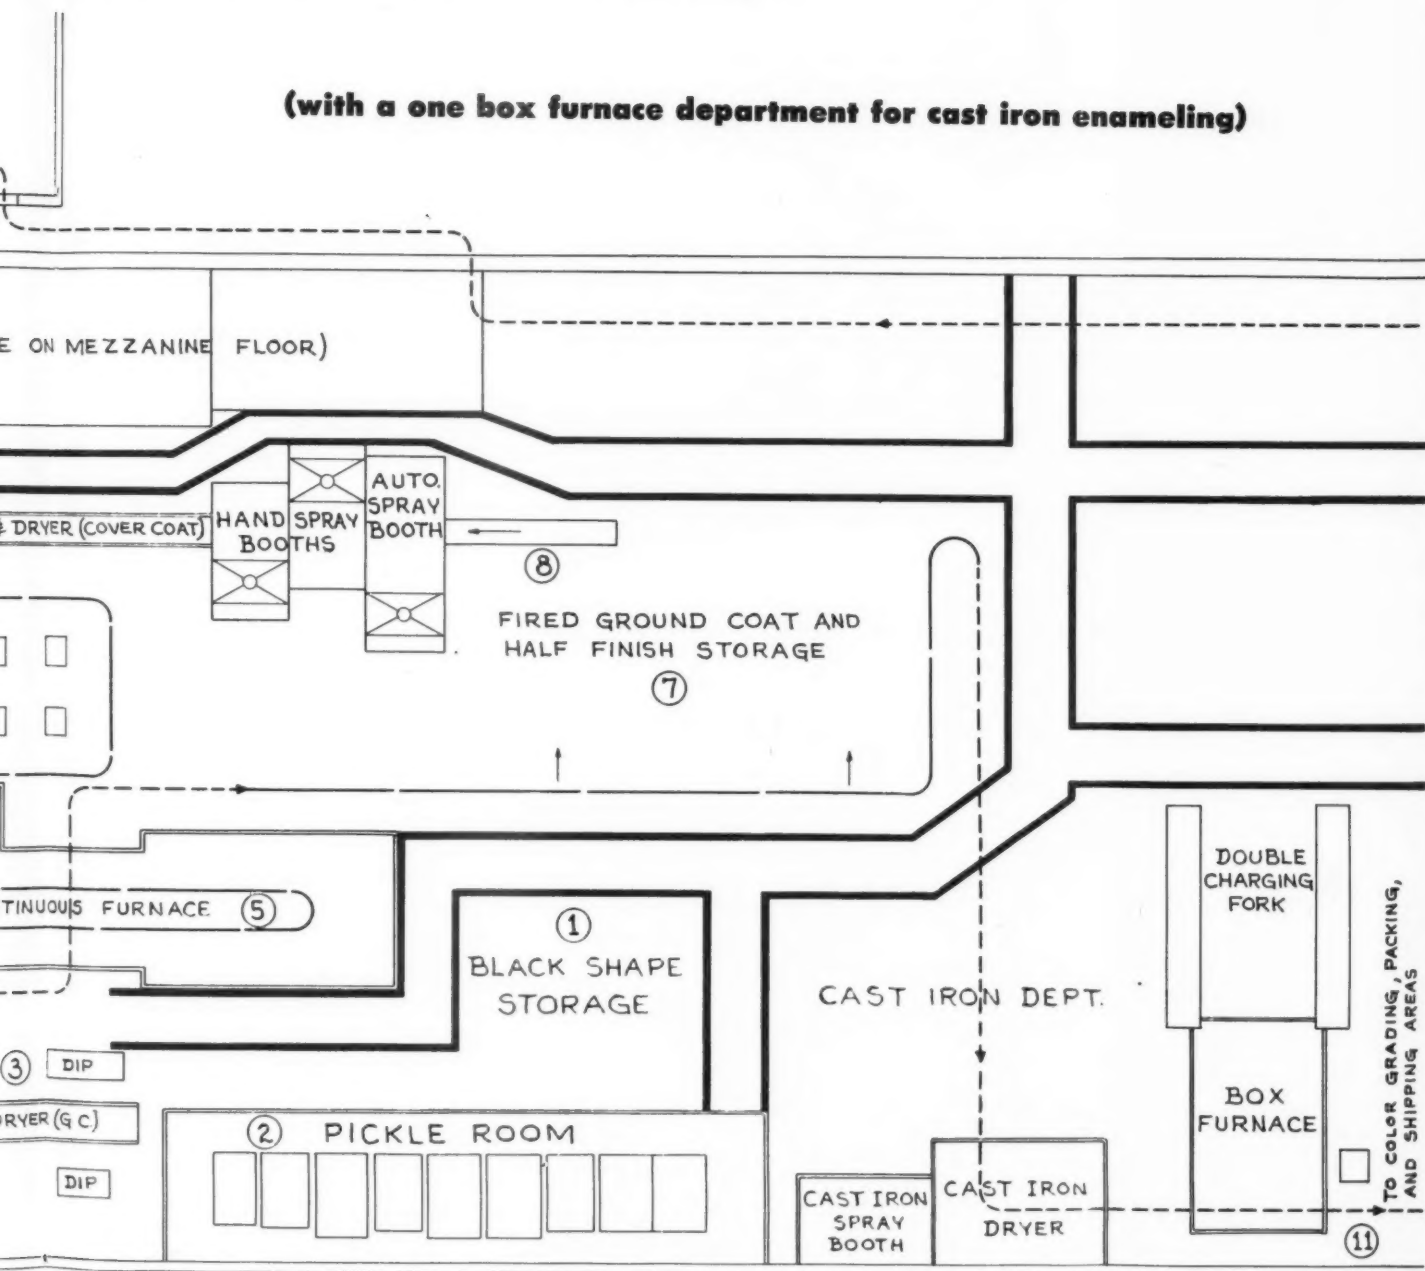 (with a one box furnace department for cast iron enameling)
E ON MEZZANINE FLOOR)
DRYER (COVER COAT)
HAND SPRAY
BOOTHS
AUTO.
SPRAY
BOOTH
8
FIRED GROUND COAT AND
HALF FINISH STORAGE
7
TINUOUS FURNACE 5
1
BLACK SHAPE
STORAGE
CAST IRON DEPT.
DOUBLE
CHARGING
FORK
BOX
FURNACE
TO COLOR GRADING, PACKING,
AND SHIPPING AREAS
3 DIP
RYER (G C.)
DIP
2 PICKLE ROOM
CAST IRON
SPRAY
BOOTH
CAST IRON
DRYER
11